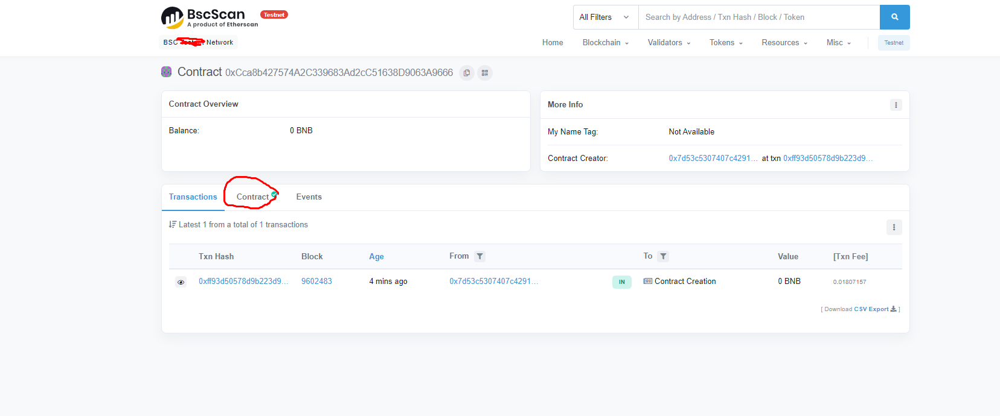 BscScan Testnet
A product of Etherscan
All Filters
Search by Address / Txn Hash / Block / Token
BSC Network
Home Blockchain Validators Tokens Resources Misc Testnet
Contract 0xCca8b427574A2C339683Ad2cC51638D9063A9666
Contract Overview
Balance: 0 BNB
More Info
My Name Tag: Not Available
Contract Creator: 0x7d53c5307407c4291... at txn 0xff93d50578d9b223d9...
Transactions Contract Events
Latest 1 from a total of 1 transactions
Txn Hash Block Age From To Value [Txn Fee]
0xff93d50578d9b223d9... 9602483 4 mins ago 0x7d53c5307407c4291... IN Contract Creation 0 BNB 0.01807157
[ Download CSV Export ]